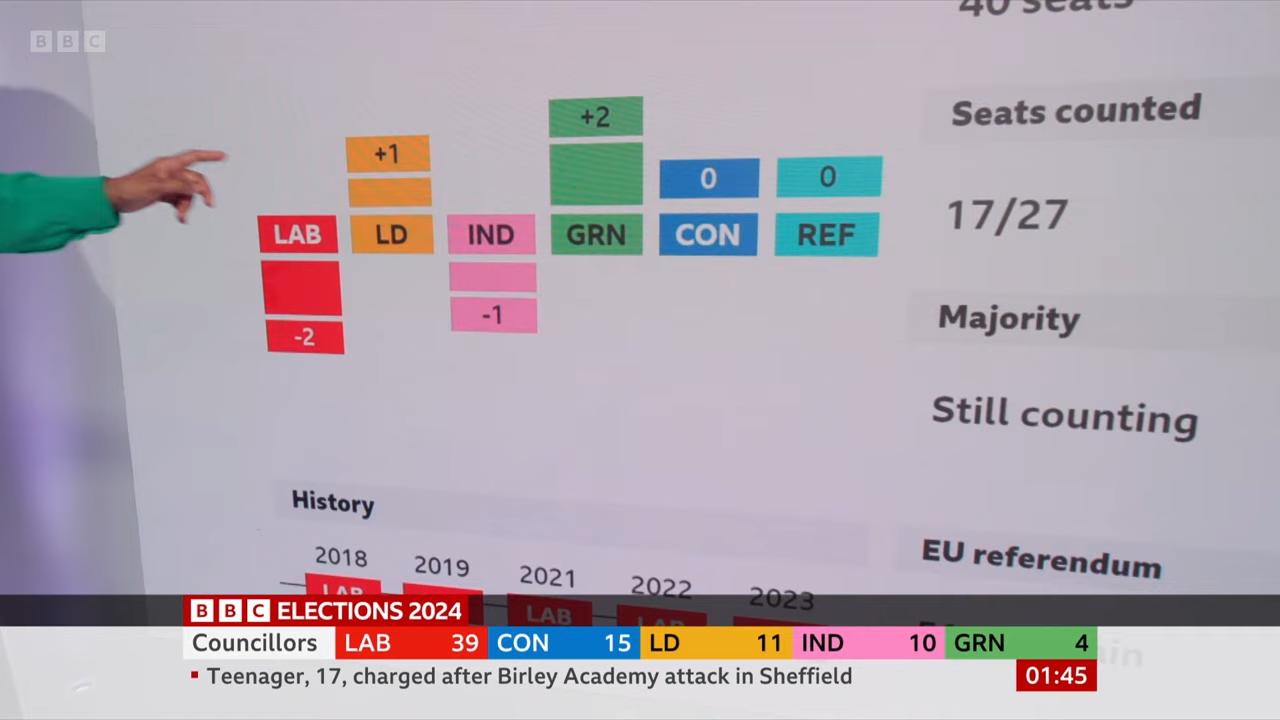 BBC
40 seats
+2
Seats counted
+1
0
0
17/27
LAB
LD
IND
GRN
CON
REF
-1
-2
Majority
Still counting
History
2018
2019
2021
2022
2023
EU referendum
LAB
LAB
LAB
BBC ELECTIONS 2024
Councillors LAB 39 CON 15 LD 11 IND 10 GRN 4
Teenager, 17, charged after Birley Academy attack in Sheffield
01:45